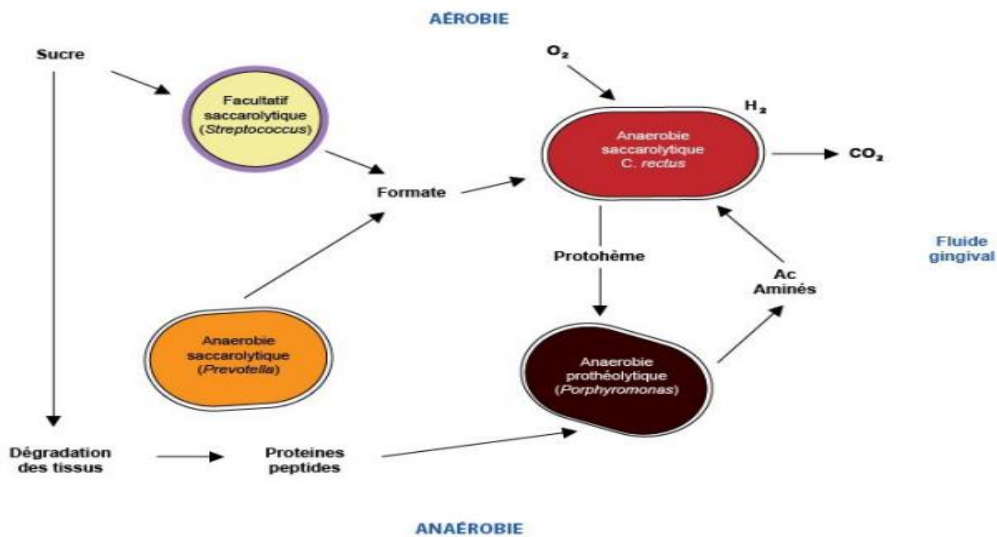 AÉROBIE
Sucre
O₂
Facultatif
saccarolytique
(Streptococcus)
H₂
Anaerobie
saccarolytique
C. rectus
CO₂
Formate
Fluide
gingival
Protohème
Ac
Aminés
Anaerobie
saccarolytique
(Prevotella)
Anaerobie
prothéolytique
(Porphyromonas)
Dégradation
des tissus
Proteines
peptides
ANAÉROBIE